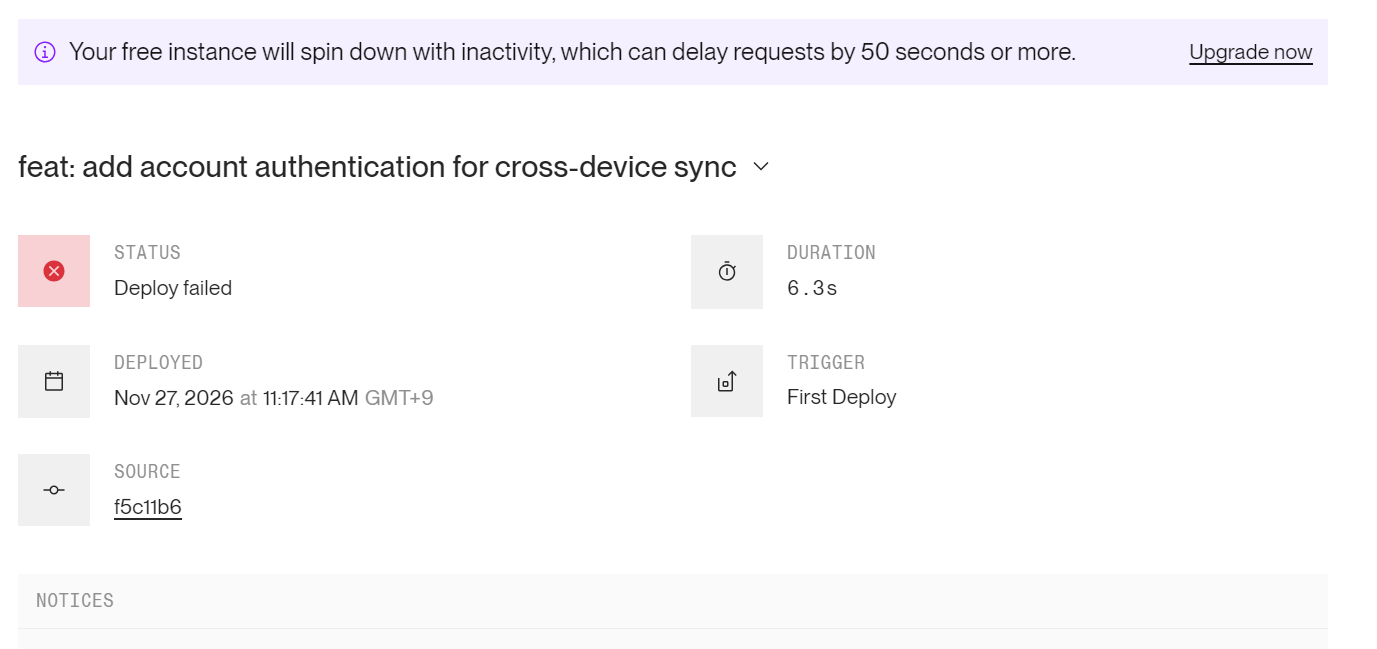 Your free instance will spin down with inactivity, which can delay requests by 50 seconds or more.
Upgrade now
feat: add account authentication for cross-device sync
STATUS
Deploy failed
DURATION
6.3s
DEPLOYED
Nov 27, 2026 at 11:17:41 AM GMT+9
TRIGGER
First Deploy
SOURCE
f5c11b6
NOTICES